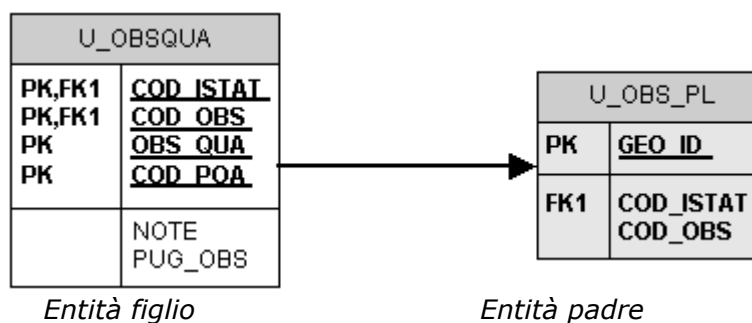 U_OBSQUA
PK,FK1 COD_ISTAT
PK,FK1 COD_OBS
PK OBS_QUA
PK COD_POA
NOTE
PUG_OBS
U_OBS_PL
PK GEO_ID
FK1 COD_ISTAT
COD_OBS
Entità figlio
Entità padre